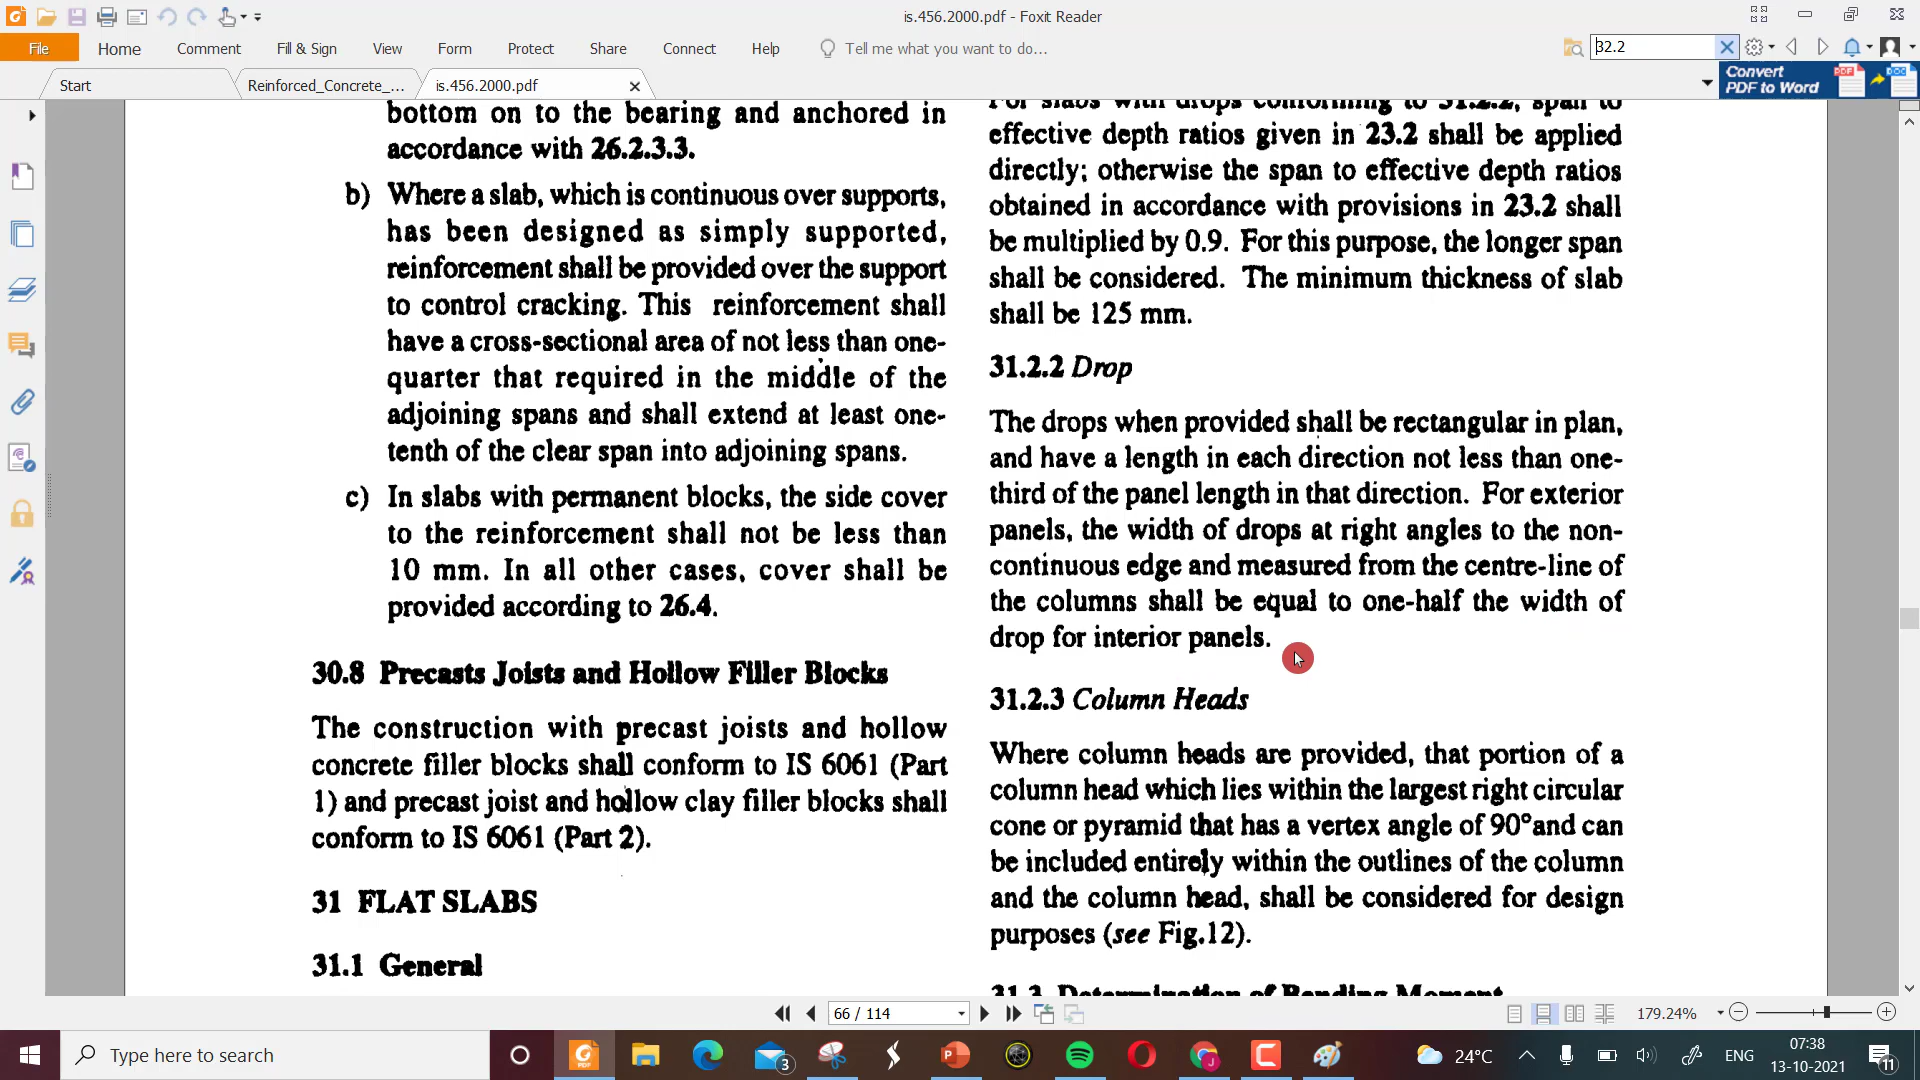 is.456.2000.pdf - Foxit Reader
File Home Comment Fill & Sign View Form Protect Share Connect Help Tell me what you want to do... 32.2
Start Reinforced_Concrete_... is.456.2000.pdf
Convert PDF to Word
bottom on to the bearing and anchored in
accordance with 26.2.3.3.
b) Where a slab, which is continuous over supports,
has been designed as simply supported,
reinforcement shall be provided over the support
to control cracking. This reinforcement shall
have a cross-sectional area of not less than one-
quarter that required in the middle of the
adjoining spans and shall extend at least one-
tenth of the clear span into adjoining spans.
c) In slabs with permanent blocks, the side cover
to the reinforcement shall not be less than
10 mm. In all other cases, cover shall be
provided according to 26.4.
30.8 Precasts Joists and Hollow Filler Blocks
The construction with precast joists and hollow
concrete filler blocks shall conform to IS 6061 (Part
1) and precast joist and hollow clay filler blocks shall
conform to IS 6061 (Part 2).
31 FLAT SLABS
31.1 General
For slabs with drops conforming to 31.2.2, span to
effective depth ratios given in 23.2 shall be applied
directly; otherwise the span to effective depth ratios
obtained in accordance with provisions in 23.2 shall
be multiplied by 0.9. For this purpose, the longer span
shall be considered. The minimum thickness of slab
shall be 125 mm.
31.2.2 Drop
The drops when provided shall be rectangular in plan,
and have a length in each direction not less than one-
third of the panel length in that direction. For exterior
panels, the width of drops at right angles to the non-
continuous edge and measured from the centre-line of
the columns shall be equal to one-half the width of
drop for interior panels.
31.2.3 Column Heads
Where column heads are provided, that portion of a
column head which lies within the largest right circular
cone or pyramid that has a vertex angle of 90°and can
be included entirely within the outlines of the column
and the column head, shall be considered for design
purposes (see Fig.12).
31.3 Determination of Bending Moment
66 / 114
179.24%
Type here to search
3
24°C
ENG
07:38
13-10-2021
11